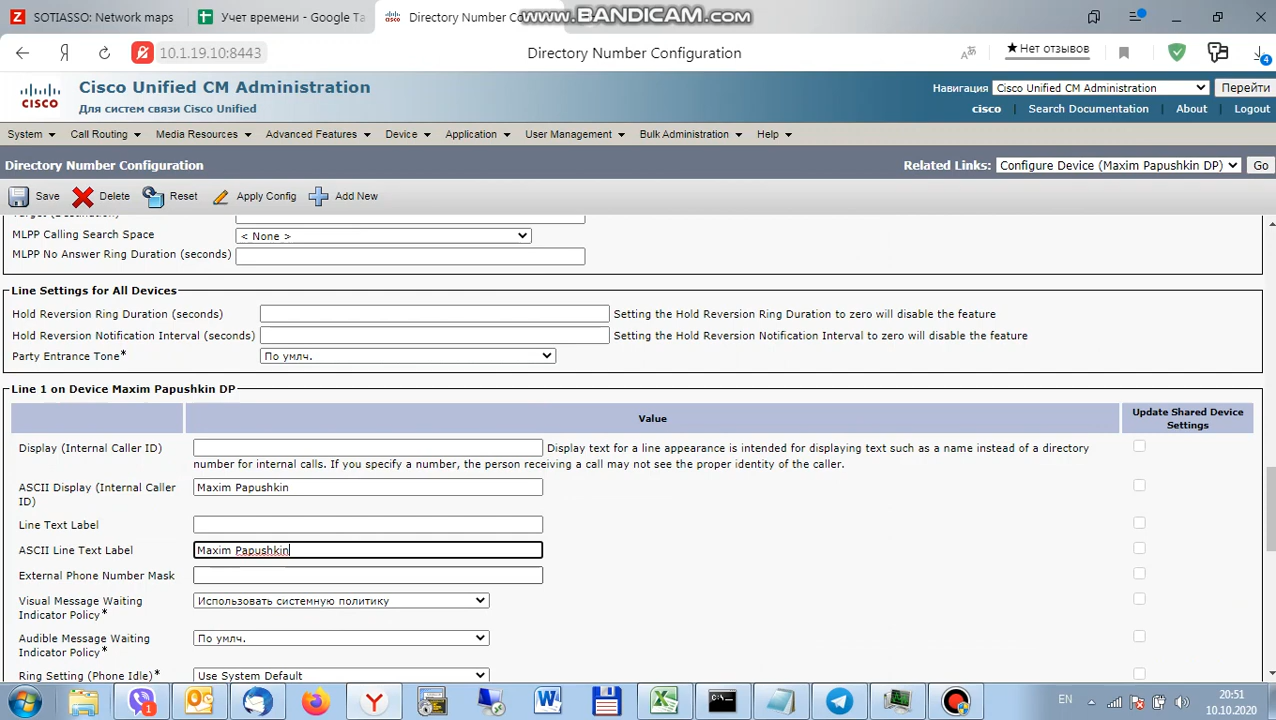 SOTIASSO: Network maps
Учет времени - Google Та
Directory Number Co
www.BANDICAM.com
10.1.19.10:8443
Directory Number Configuration
★Нет отзывов
4
Cisco Unified CM Administration
Навигация Cisco Unified CM Administration Перейти
CISCO
Для систем связи Cisco Unified
cisco Search Documentation About Logout
System Call Routing Media Resources Advanced Features Device Application User Management Bulk Administration Help
Directory Number Configuration
Related Links: Configure Device (Maxim Papushkin DP) Go
Save Delete Reset Apply Config Add New
Target (Destination)
MLPP Calling Search Space < None >
MLPP No Answer Ring Duration (seconds)
Line Settings for All Devices
Hold Reversion Ring Duration (seconds) Setting the Hold Reversion Ring Duration to zero will disable the feature
Hold Reversion Notification Interval (seconds) Setting the Hold Reversion Notification Interval to zero will disable the feature
Party Entrance Tone* По умлч.
Line 1 on Device Maxim Papushkin DP
Value
Update Shared Device
Settings
Display (Internal Caller ID) Display text for a line appearance is intended for displaying text such as a name instead of a directory
number for internal calls. If you specify a number, the person receiving a call may not see the proper identity of the caller.
ASCII Display (Internal Caller
ID)
Maxim Papushkin
Line Text Label
ASCII Line Text Label Maxim Papushkin
External Phone Number Mask
Visual Message Waiting
Indicator Policy*
Использовать системную политику
Audible Message Waiting
Indicator Policy*
По умлч.
Ring Setting (Phone Idle)* Use System Default
1
EN
20:51
10.10.2020